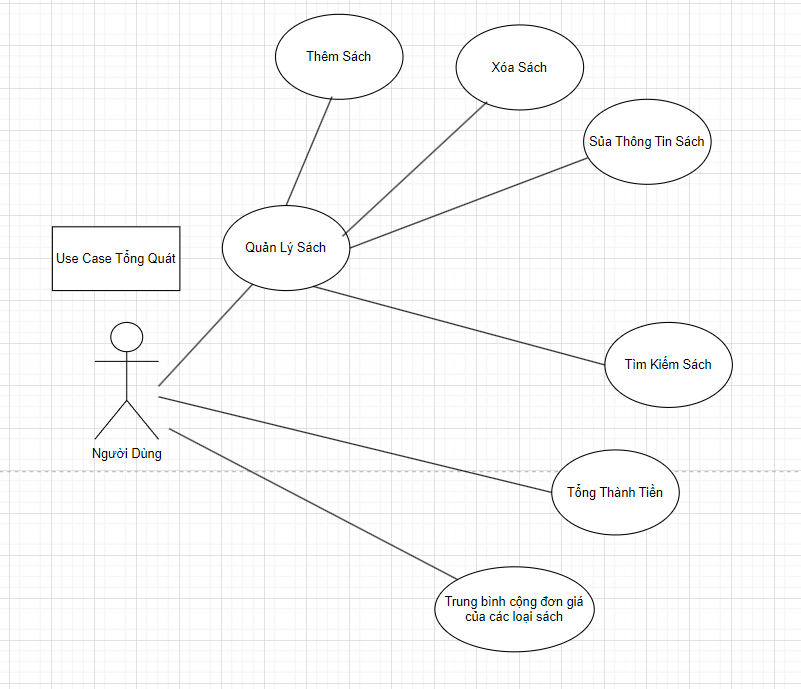 Thêm Sách
Xóa Sách
Sủa Thông Tin Sách
Quản Lý Sách
Use Case Tổng Quát
Tìm Kiếm Sách
Người Dùng
Tổng Thành Tiền
Trung bình cộng đơn giá
của các loại sách